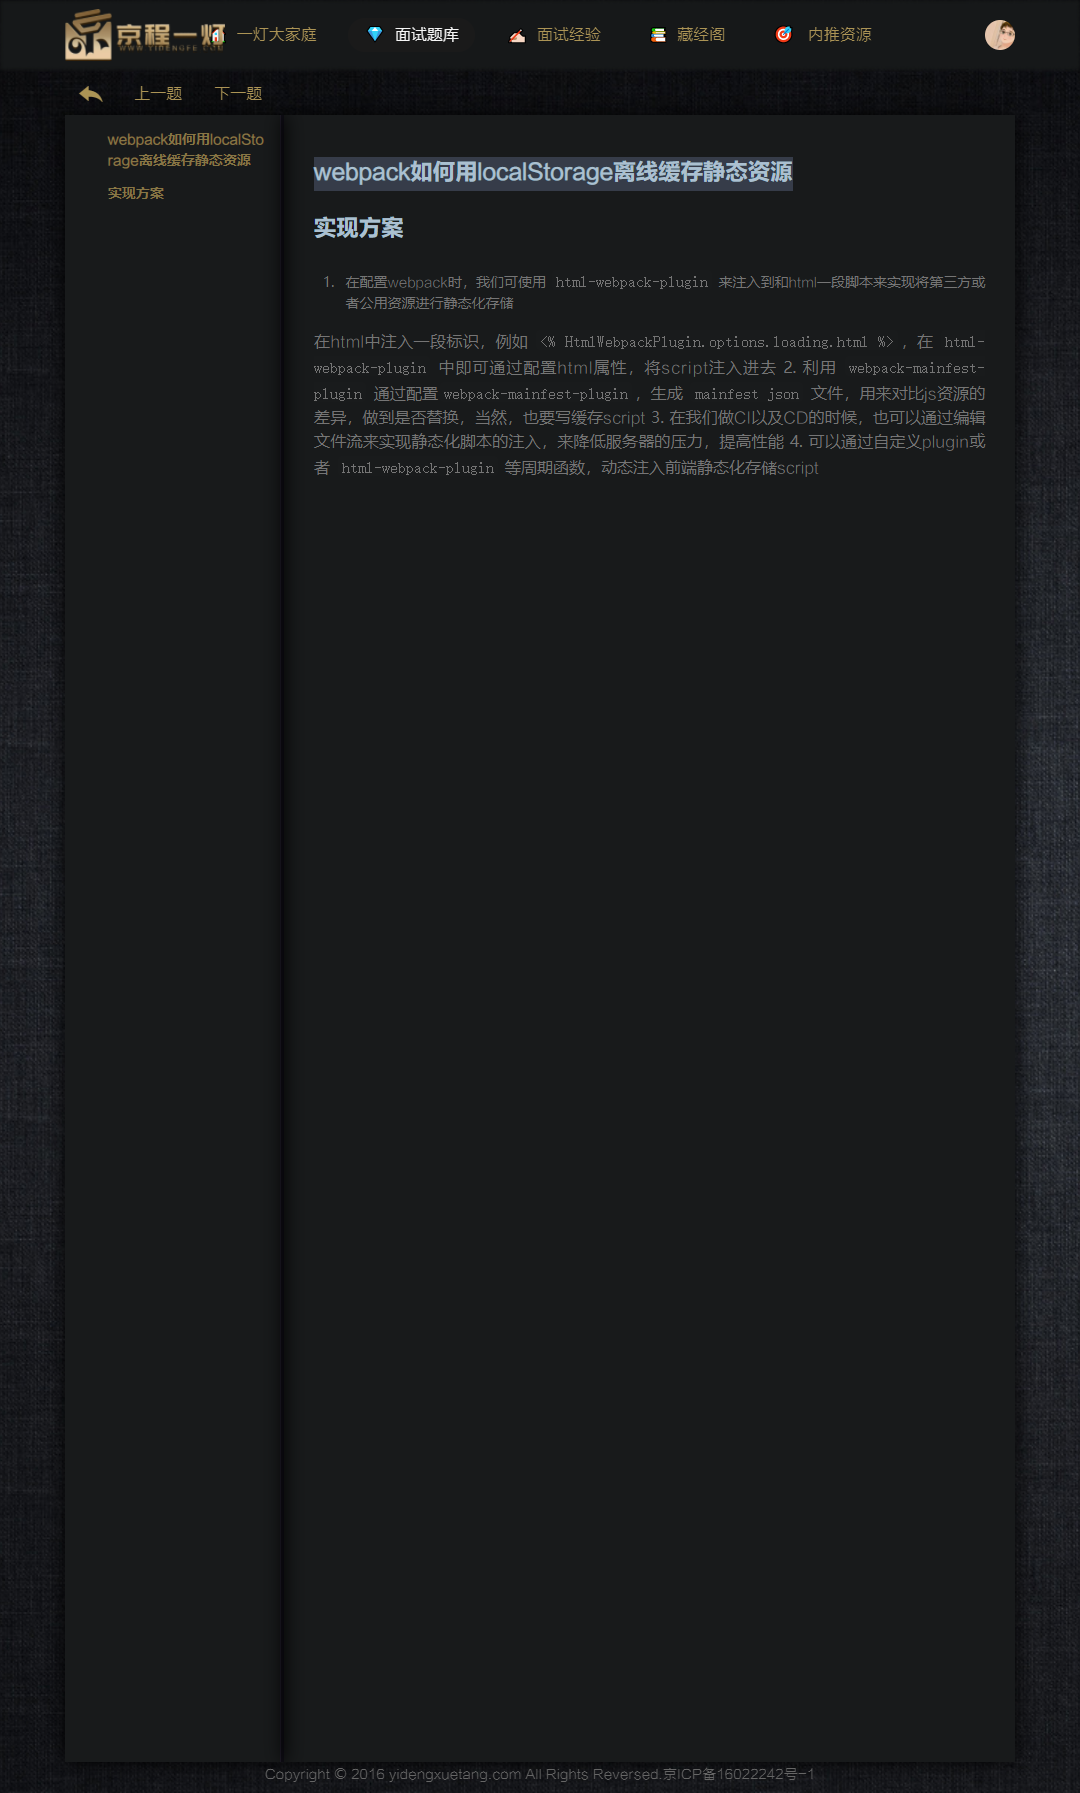 京程一灯
WWW.YIDENGFE.COM
一灯大家庭
面试题库
面试经验
藏经阁
内推资源
上一题
下一题
webpack如何用localSto
rage离线缓存静态资源
实现方案
webpack如何用localStorage离线缓存静态资源
实现方案
1. 在配置webpack时，我们可使用 html-webpack-plugin 来注入到和html一段脚本来实现将第三方或
者公用资源进行静态化存储
在html中注入一段标识，例如 <% HtmlWebpackPlugin.options.loading.html %> ，在 html-
webpack-plugin 中即可通过配置html属性，将script注入进去 2. 利用 webpack-mainfest-
plugin 通过配置 webpack-mainfest-plugin ，生成 mainfest json 文件，用来对比js资源的
差异，做到是否替换，当然，也要写缓存script 3. 在我们做CI以及CD的时候，也可以通过编辑
文件流来实现静态化脚本的注入，来降低服务器的压力，提高性能 4. 可以通过自定义plugin或
者 html-webpack-plugin 等周期函数，动态注入前端静态化存储script
Copyright © 2016 yidengxuetang.com All Rights Reversed.京ICP备16022242号-1